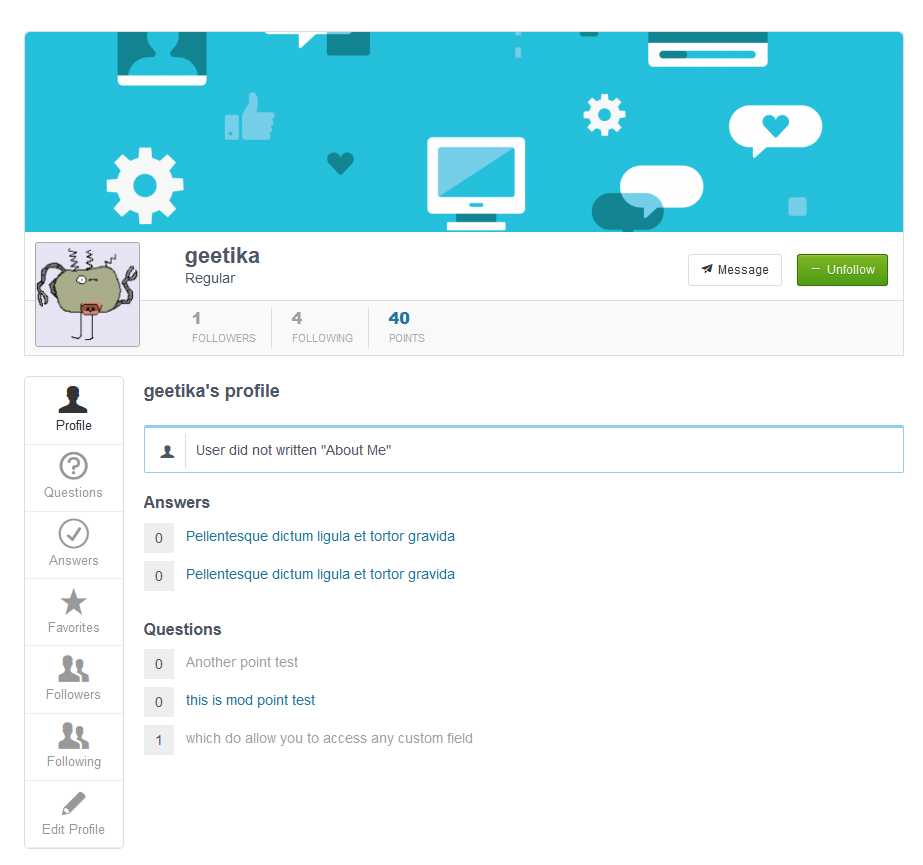 geetika
Regular
Message
− Unfollow
1
FOLLOWERS
4
FOLLOWING
40
POINTS
Profile
Questions
Answers
Favorites
Followers
Following
Edit Profile
geetika's profile
User did not written "About Me"
Answers
0 Pellentesque dictum ligula et tortor gravida
0 Pellentesque dictum ligula et tortor gravida
Questions
0 Another point test
0 this is mod point test
1 which do allow you to access any custom field